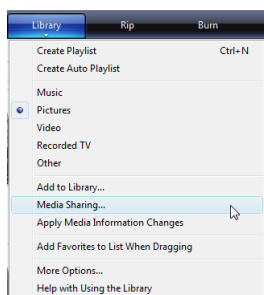 Library Rip Burn
Create Playlist Ctrl+N
Create Auto Playlist
Music
Pictures
Video
Recorded TV
Other
Add to Library...
Media Sharing...
Apply Media Information Changes
Add Favorites to List When Dragging
More Options...
Help with Using the Library